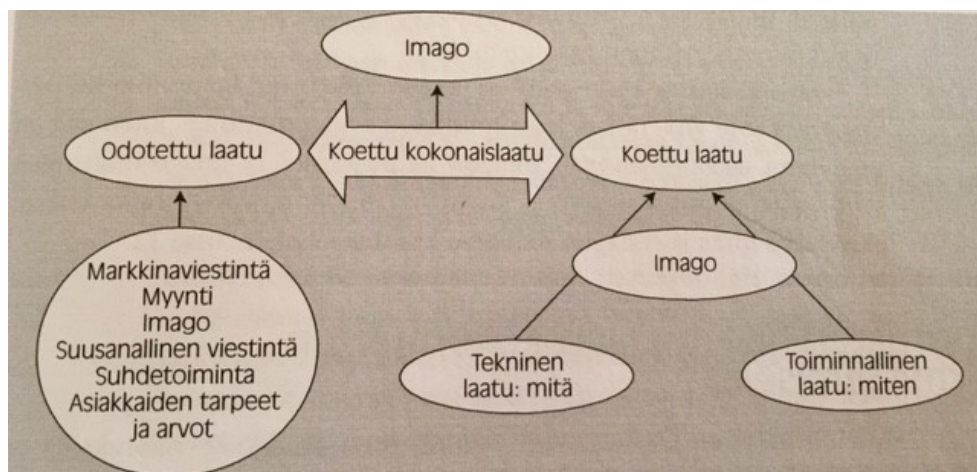 Imago
Odotettu laatu
Koettu kokonaislaatu
Koettu laatu
Markkinaviestintä
Myynti
Imago
Suusanallinen viestintä
Suhdetoiminta
Asiakkaiden tarpeet
ja arvot
Imago
Tekninen
laatu: mitä
Toiminnallinen
laatu: miten